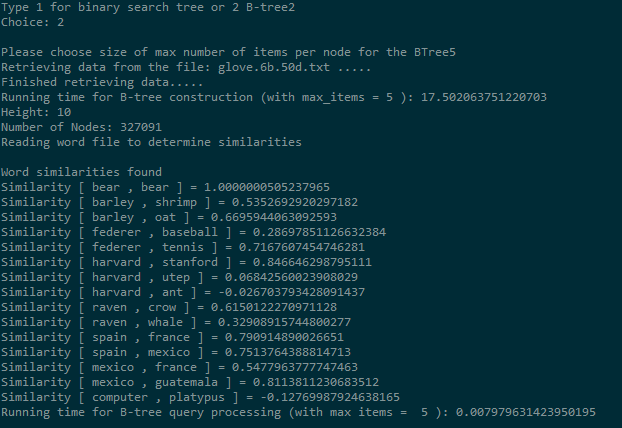 Type 1 for binary search tree or 2 B-tree2
Choice: 2
Please choose size of max number of items per node for the BTree5
Retrieving data from the file: glove.6b.50d.txt .....
Finished retrieving data.....
Running time for B-tree construction (with max_items = 5 ): 17.502063751220703
Height: 10
Number of Nodes: 327091
Reading word file to determine similarities
Word similarities found
Similarity [ bear , bear ] = 1.0000000505237965
Similarity [ barley , shrimp ] = 0.5352692920297182
Similarity [ barley , oat ] = 0.6695944063092593
Similarity [ federer , baseball ] = 0.28697851126632384
Similarity [ federer , tennis ] = 0.7167607454746281
Similarity [ harvard , stanford ] = 0.846646298795111
Similarity [ harvard , utep ] = 0.06842560023908029
Similarity [ harvard , ant ] = -0.026703793428091437
Similarity [ raven , crow ] = 0.6150122270971128
Similarity [ raven , whale ] = 0.32908915744800277
Similarity [ spain , france ] = 0.790914890026651
Similarity [ spain , mexico ] = 0.7513764388814713
Similarity [ mexico , france ] = 0.5477963777747463
Similarity [ mexico , guatemala ] = 0.8113811230683512
Similarity [ computer , platypus ] = -0.12769987924638165
Running time for B-tree query processing (with max items =  5 ): 0.007979631423950195